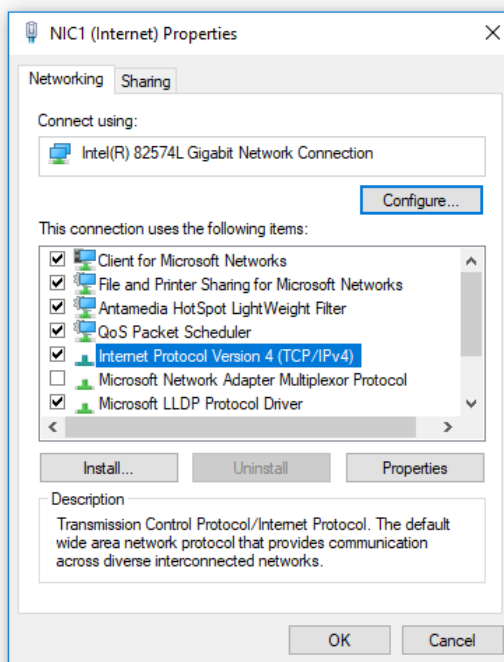 NIC1 (Internet) Properties
Networking
Sharing
Connect using:
Intel(R) 82574L Gigabit Network Connection
Configure...
This connection uses the following items:
Client for Microsoft Networks
File and Printer Sharing for Microsoft Networks
Antamedia HotSpot LightWeight Filter
QoS Packet Scheduler
Internet Protocol Version 4 (TCP/IPv4)
Microsoft Network Adapter Multiplexor Protocol
Microsoft LLDP Protocol Driver
Install...
Uninstall
Properties
Description
Transmission Control Protocol/Internet Protocol. The default
wide area network protocol that provides communication
across diverse interconnected networks.
OK
Cancel